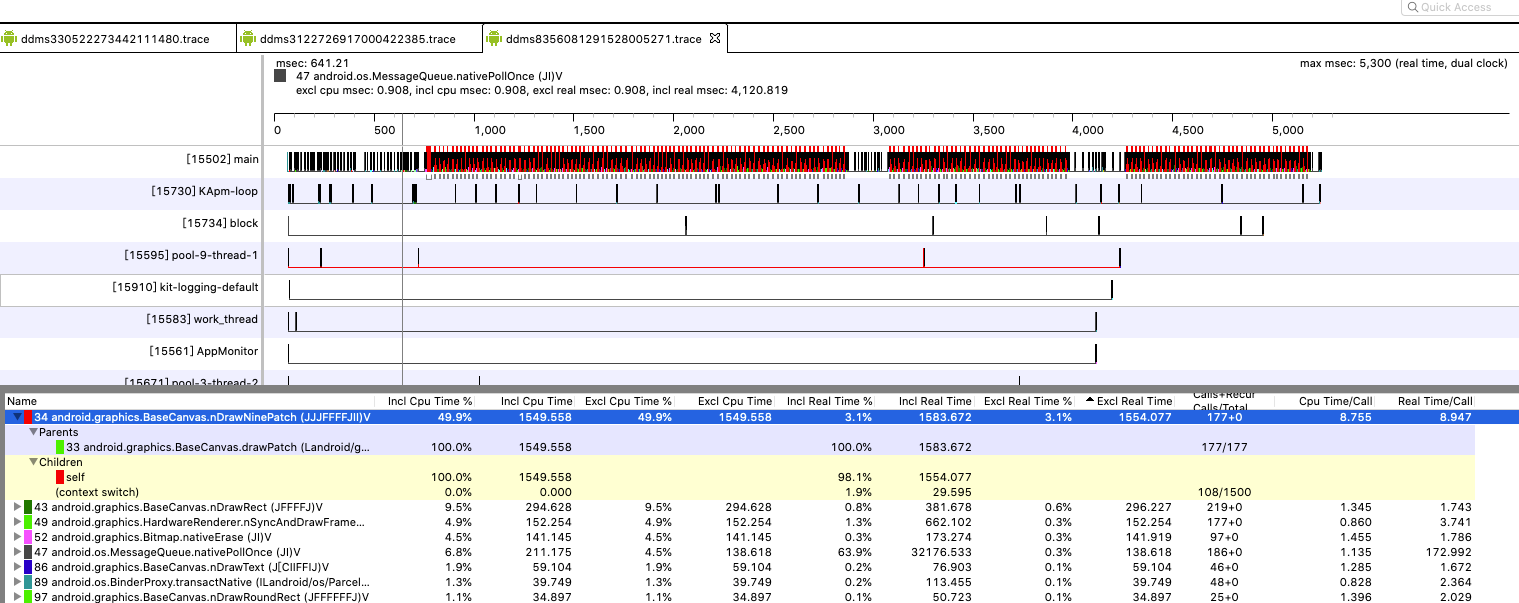 Quick Access
ddms330522273442111480.trace ddms3122726917000422385.trace ddms8356081291528005271.trace
msec: 641.21 max msec: 5,300 (real time, dual clock)
47 android.os.MessageQueue.nativePollOnce (JI)V
excl cpu msec: 0.908, incl cpu msec: 0.908, excl real msec: 0.908, incl real msec: 4,120.819
0 500 1,000 1,500 2,000 2,500 3,000 3,500 4,000 4,500 5,000
[15502] main
[15730] KApm-loop
[15734] block
[15595] pool-9-thread-1
[15910] kit-logging-default
[15583] work_thread
[15561] AppMonitor
[15671] pool-3-thread-2
Name Incl Cpu Time % Incl Cpu Time Excl Cpu Time % Excl Cpu Time Incl Real Time % Incl Real Time Excl Real Time % Excl Real Time Calls+Recur Calls/Total Cpu Time/Call Real Time/Call
34 android.graphics.BaseCanvas.nDrawNinePatch (JJJFFFFJII)V 49.9% 1549.558 49.9% 1549.558 3.1% 1583.672 3.1% 1554.077 177+0 8.755 8.947
Parents
33 android.graphics.BaseCanvas.drawPatch (Landroid/g... 100.0% 1549.558 100.0% 1583.672 177/177
Children
self 100.0% 1549.558 98.1% 1554.077
(context switch) 0.0% 0.000 1.9% 29.595 108/1500
43 android.graphics.BaseCanvas.nDrawRect (JFFFFJ)V 9.5% 294.628 9.5% 294.628 0.8% 381.678 0.6% 296.227 219+0 1.345 1.743
49 android.graphics.HardwareRenderer.nSyncAndDrawFrame... 4.9% 152.254 4.9% 152.254 1.3% 662.102 0.3% 152.254 177+0 0.860 3.741
52 android.graphics.Bitmap.nativeErase (JI)V 4.5% 141.145 4.5% 141.145 0.3% 173.274 0.3% 141.919 97+0 1.455 1.786
47 android.os.MessageQueue.nativePollOnce (JI)V 6.8% 211.175 4.5% 138.618 63.9% 32176.533 0.3% 138.618 186+0 1.135 172.992
86 android.graphics.BaseCanvas.nDrawText (J[CIIFFIJ)V 1.9% 59.104 1.9% 59.104 0.2% 76.903 0.1% 59.104 46+0 1.285 1.672
89 android.os.BinderProxy.transactNative (ILandroid/os/Parcel... 1.3% 39.749 1.3% 39.749 0.2% 113.455 0.1% 39.749 48+0 0.828 2.364
97 android.graphics.BaseCanvas.nDrawRoundRect (JFFFFFFJ)V 1.1% 34.897 1.1% 34.897 0.1% 50.723 0.1% 34.897 25+0 1.396 2.029